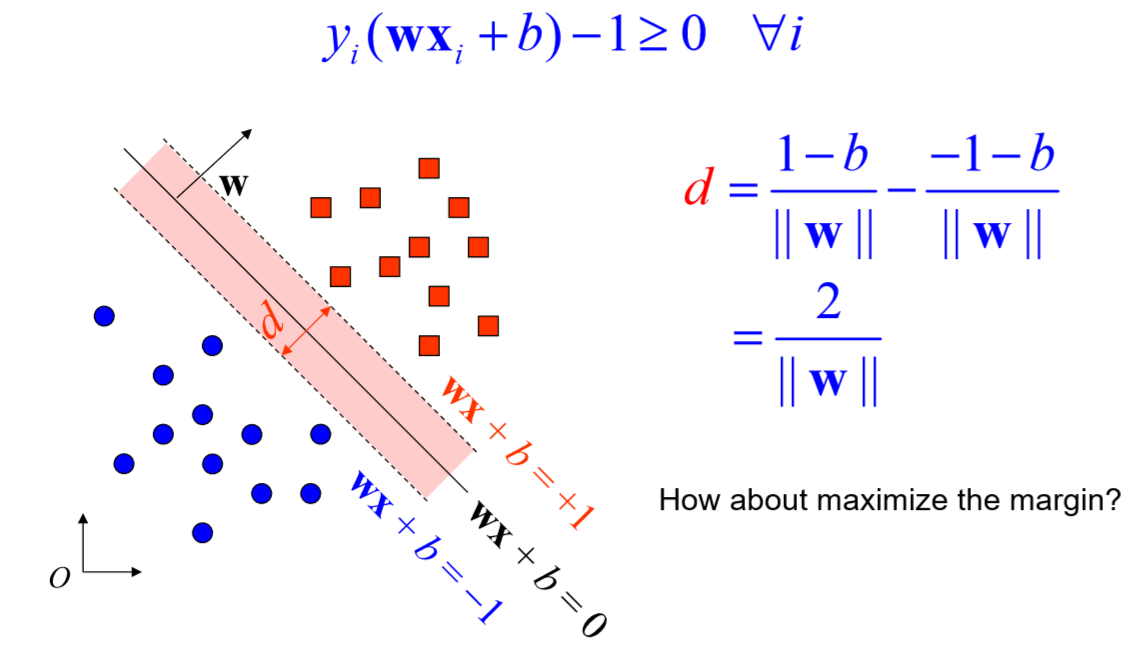 yᵢ(wxᵢ + b) − 1 ≥ 0 ∀i
w
d = (1 − b) / ||w|| − (−1 − b) / ||w||
= 2 / ||w||
d
wx + b = +1
wx + b = −1
wx + b = 0
How about maximize the margin?
O